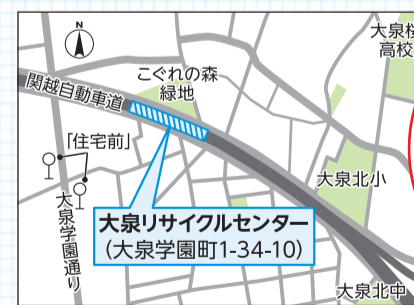 N
大泉桜
高校
こぐれの森
緑地
関越自動車道
「住宅前」
大泉学園通り
大泉北小
大泉リサイクルセンター
(大泉学園町1-34-10)
大泉北中